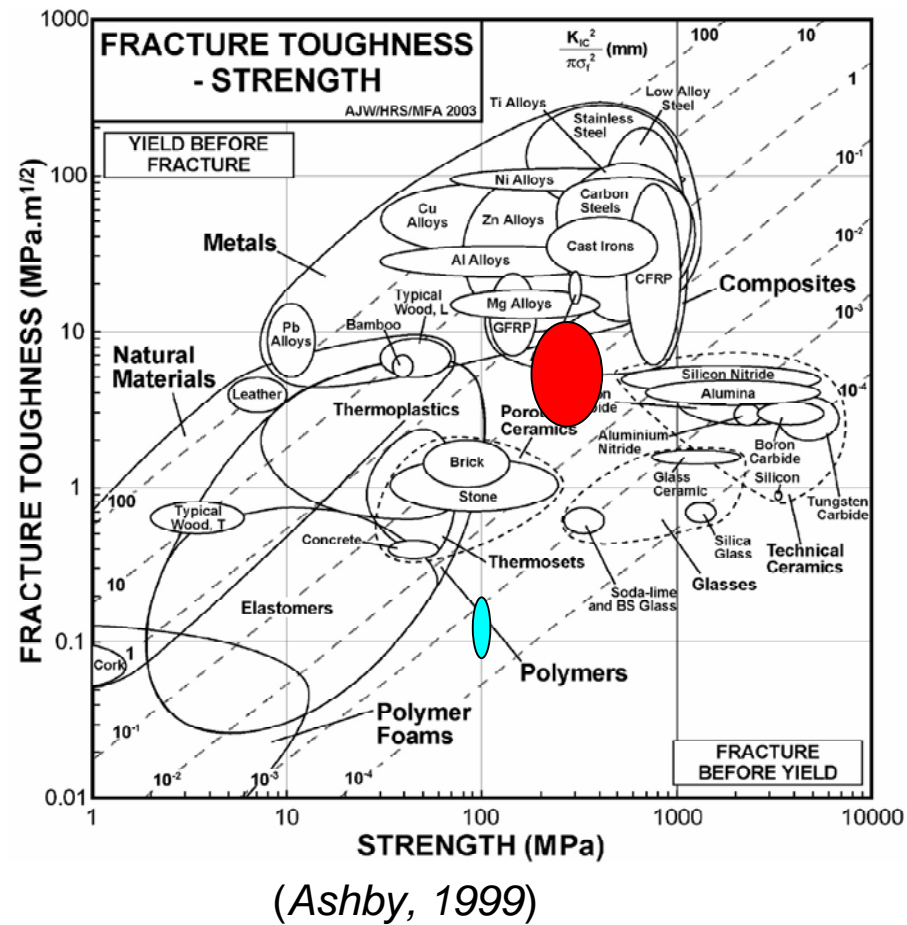 FRACTURE TOUGHNESS
- STRENGTH
AJW/HRS/MFA 2003
YIELD BEFORE
FRACTURE
K_IC^2 / πσ_f^2 (mm)
FRACTURE TOUGHNESS (MPa.m^1/2)
1000
100
10
1
0.1
0.01
100
10
1
10^-1
10^-2
10^-3
10^-4
Low Alloy
Steel
Ti Alloys
Stainless
Steel
Ni Alloys
Carbon
Steels
Cu
Alloys
Zn Alloys
Cast Irons
Metals
Al Alloys
CFRP
Composites
Typical
Wood, L
Mg Alloys
Bamboo
GFRP
Pb
Alloys
Natural
Materials
Leather
Silicon Nitride
Alumina
Thermoplastics
Ceramics
Aluminium
Nitride
Boron
Carbide
Brick
Stone
Glass
Ceramic
Silicon
Tungsten
Carbide
100
Typical
Wood, T
Concrete
Thermosets
Silica
Glass
Technical
Ceramics
10
Elastomers
Soda-lime
and BS Glass
Glasses
Cork
1
Polymers
Polymer
Foams
10^-1
10^-2
10^-3
10^-4
FRACTURE
BEFORE YIELD
1
10
100
1000
10000
STRENGTH (MPa)
(Ashby, 1999)